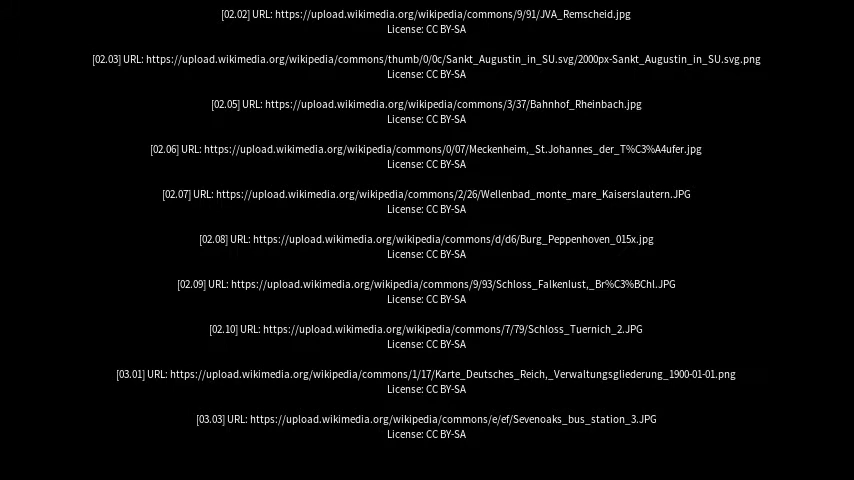 [02.02] URL: https://upload.wikimedia.org/wikipedia/commons/9/91/JVA_Remscheid.jpg
License: CC BY-SA
[02.03] URL: https://upload.wikimedia.org/wikipedia/commons/thumb/0/0c/Sankt_Augustin_in_SU.svg/2000px-Sankt_Augustin_in_SU.svg.png
License: CC BY-SA
[02.05] URL: https://upload.wikimedia.org/wikipedia/commons/3/37/Bahnhof_Rheinbach.jpg
License: CC BY-SA
[02.06] URL: https://upload.wikimedia.org/wikipedia/commons/0/07/Meckenheim,_St.Johannes_der_T%C3%A4ufer.jpg
License: CC BY-SA
[02.07] URL: https://upload.wikimedia.org/wikipedia/commons/2/26/Wellenbad_monte_mare_Kaiserslautern.JPG
License: CC BY-SA
[02.08] URL: https://upload.wikimedia.org/wikipedia/commons/d/d6/Burg_Peppenhoven_015x.jpg
License: CC BY-SA
[02.09] URL: https://upload.wikimedia.org/wikipedia/commons/9/93/Schloss_Falkenlust,_Br%C3%BChl.JPG
License: CC BY-SA
[02.10] URL: https://upload.wikimedia.org/wikipedia/commons/7/79/Schloss_Tuernich_2.JPG
License: CC BY-SA
[03.01] URL: https://upload.wikimedia.org/wikipedia/commons/1/17/Karte_Deutsches_Reich,_Verwaltungsgliederung_1900-01-01.png
License: CC BY-SA
[03.03] URL: https://upload.wikimedia.org/wikipedia/commons/e/ef/Sevenoaks_bus_station_3.JPG
License: CC BY-SA